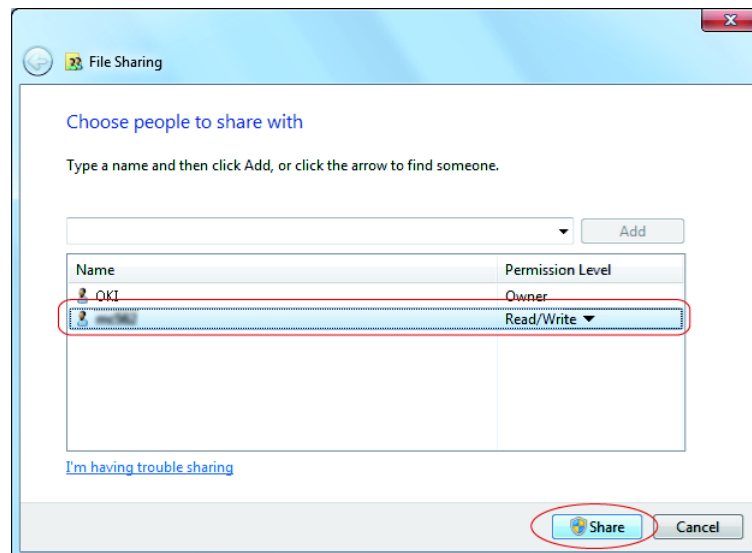 File Sharing
Choose people to share with
Type a name and then click Add, or click the arrow to find someone.
Add
Name Permission Level
OKI Owner
Read/Write
I'm having trouble sharing
Share Cancel